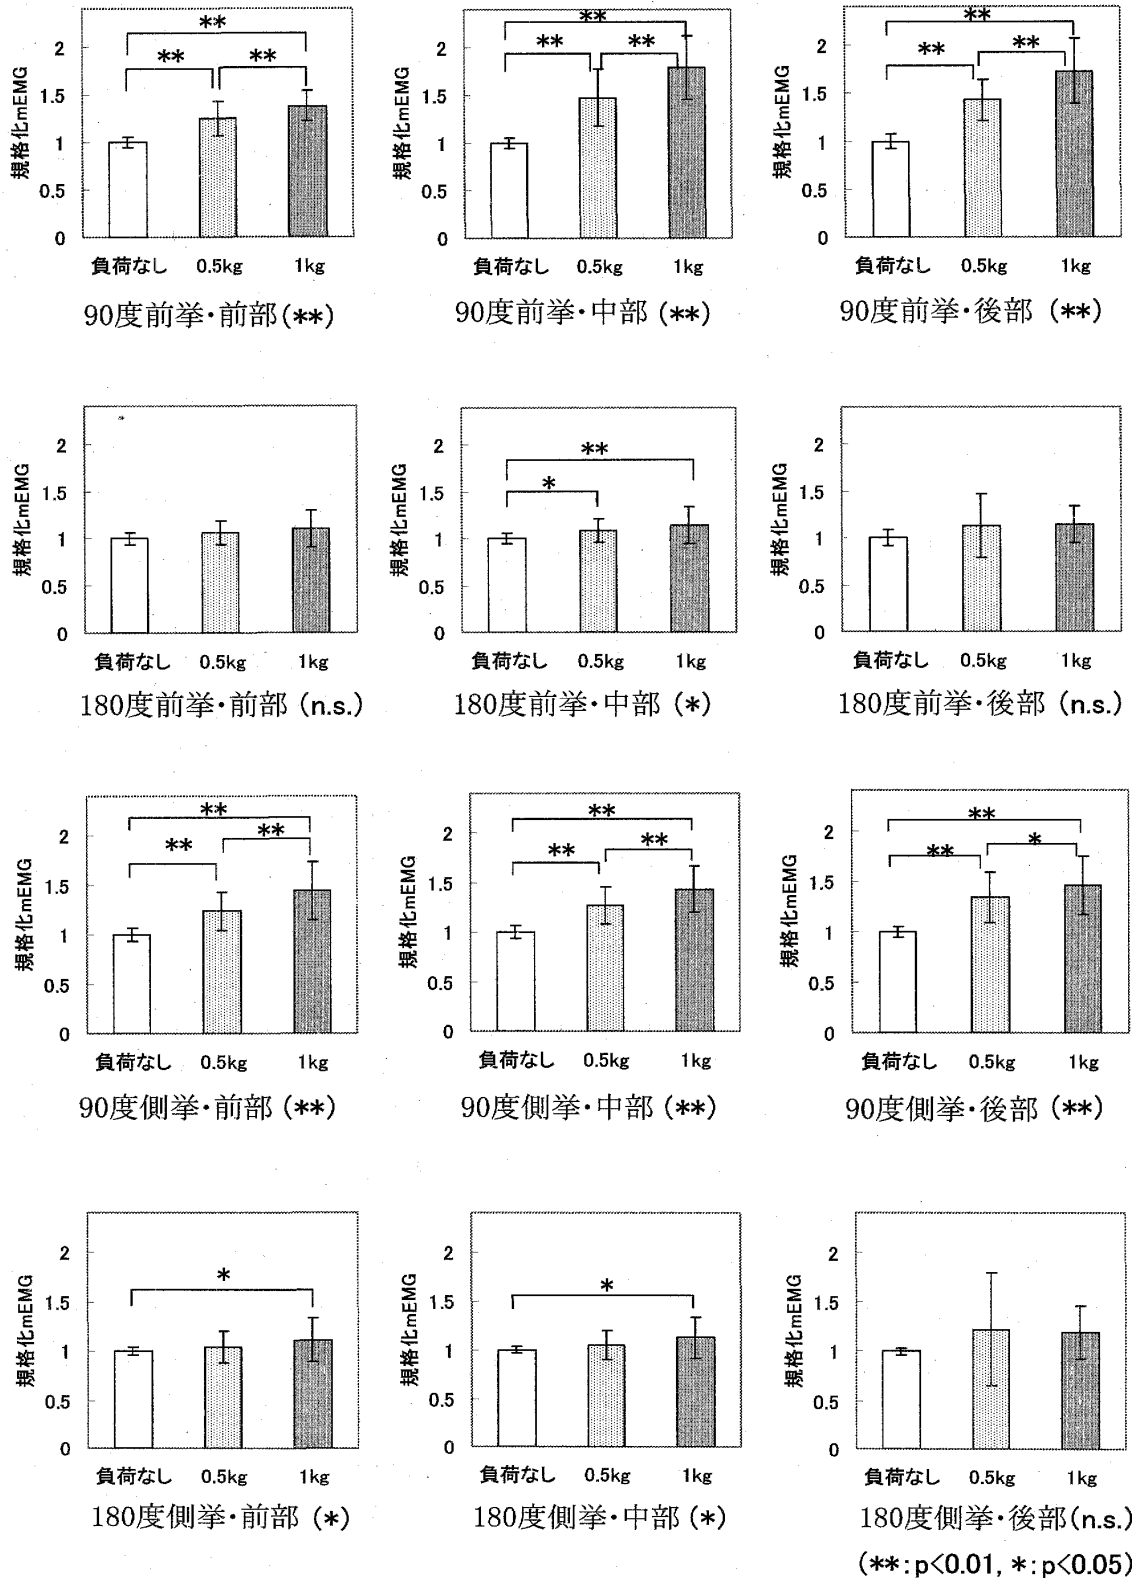 ** ** **
** ** ** ** ** **
規格化mEMG 2 1.5 1 0.5 0 規格化mEMG 2 1.5 1 0.5 0 規格化mEMG 2 1.5 1 0.5 0
負荷なし 0.5kg 1kg 負荷なし 0.5kg 1kg 負荷なし 0.5kg 1kg
90度前挙・前部(**) 90度前挙・中部 (**) 90度前挙・後部 (**)
**
*
規格化mEMG 2 1.5 1 0.5 0 規格化mEMG 2 1.5 1 0.5 0 規格化mEMG 2 1.5 1 0.5 0
負荷なし 0.5kg 1kg 負荷なし 0.5kg 1kg 負荷なし 0.5kg 1kg
180度前挙・前部 (n.s.) 180度前挙・中部 (*) 180度前挙・後部 (n.s.)
** ** **
** ** ** ** ** *
規格化mEMG 2 1.5 1 0.5 0 規格化mEMG 2 1.5 1 0.5 0 規格化mEMG 2 1.5 1 0.5 0
負荷なし 0.5kg 1kg 負荷なし 0.5kg 1kg 負荷なし 0.5kg 1kg
90度側挙・前部 (**) 90度側挙・中部 (**) 90度側挙・後部 (**)
* *
規格化mEMG 2 1.5 1 0.5 0 規格化mEMG 2 1.5 1 0.5 0 規格化mEMG 2 1.5 1 0.5 0
負荷なし 0.5kg 1kg 負荷なし 0.5kg 1kg 負荷なし 0.5kg 1kg
180度側挙・前部 (*) 180度側挙・中部 (*) 180度側挙・後部(n.s.)
(**:p<0.01, *:p<0.05)